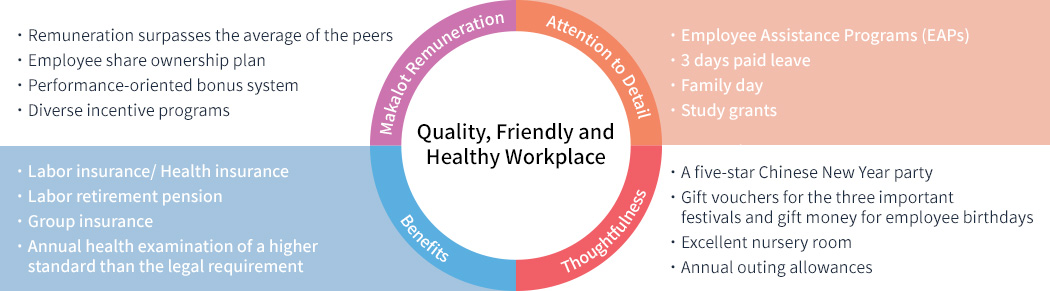 Makalot Remuneration
・Remuneration surpasses the average of the peers
・Employee share ownership plan
・Performance-oriented bonus system
・Diverse incentive programs
Attention to Detail
・Employee Assistance Programs (EAPs)
・3 days paid leave
・Family day
・Study grants
Quality, Friendly and
Healthy Workplace
Benefits
・Labor insurance/ Health insurance
・Labor retirement pension
・Group insurance
・Annual health examination of a higher
standard than the legal requirement
Thoughtfulness
・A five-star Chinese New Year party
・Gift vouchers for the three important
festivals and gift money for employee birthdays
・Excellent nursery room
・Annual outing allowances